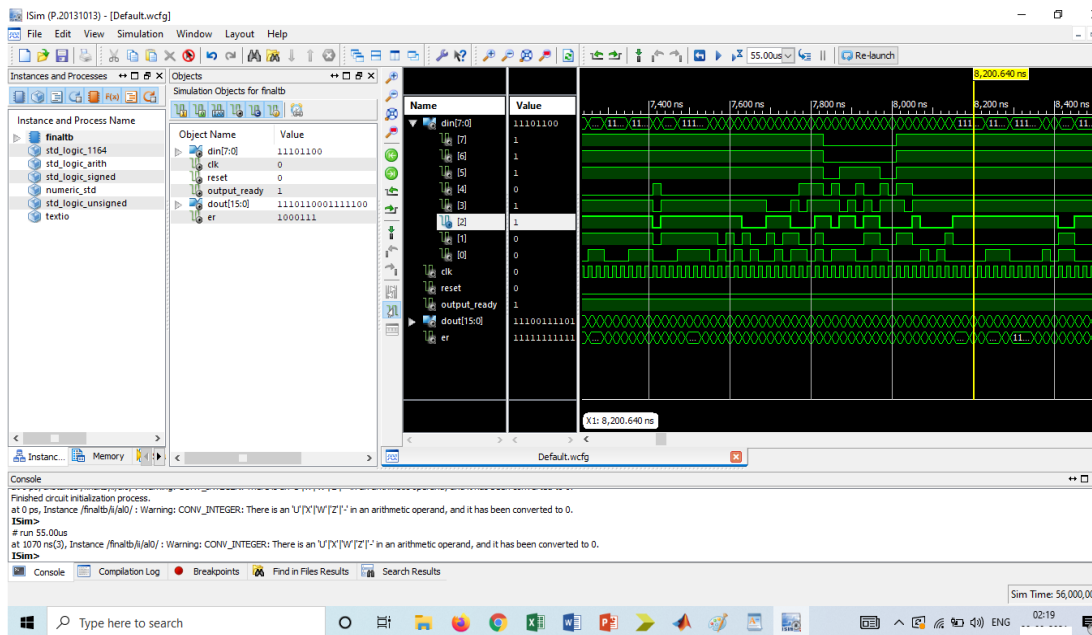 ISim (P.20131013) - [Default.wcfg]
File Edit View Simulation Window Layout Help
55.00us Re-launch
Instances and Processes
Instance and Process Name
finaltb
std_logic_1164
std_logic_arith
std_logic_signed
numeric_std
std_logic_unsigned
textio
Instanc... Memory
Objects
Simulation Objects for finaltb
Object Name Value
din[7:0] 11101100
clk 0
reset 0
output_ready 1
dout[15:0] 1110110001111100
er 1000111
Name Value
din[7:0] 11101100
[7] 1
[6] 1
[5] 1
[4] 0
[3] 1
[2] 1
[1] 0
[0] 0
clk 0
reset 0
output_ready 1
dout[15:0] 11100111101
er 11111111111
8,200.640 ns
7,400 ns 7,600 ns 7,800 ns 8,000 ns 8,200 ns 8,400 ns
X1: 8,200.640 ns
Default.wcfg
Console
Finished circuit initialization process.
at 0 ps, Instance /finaltb/ii/al0/ : Warning: CONV_INTEGER: There is an 'U'|'X'|'W'|'Z'|'-' in an arithmetic operand, and it has been converted to 0.
ISim>
# run 55.00us
at 1070 ns(3), Instance /finaltb/ii/al0/ : Warning: CONV_INTEGER: There is an 'U'|'X'|'W'|'Z'|'-' in an arithmetic operand, and it has been converted to 0.
ISim>
Console Compilation Log Breakpoints Find in Files Results Search Results
Sim Time: 56,000,00
Type here to search
ENG
02:19